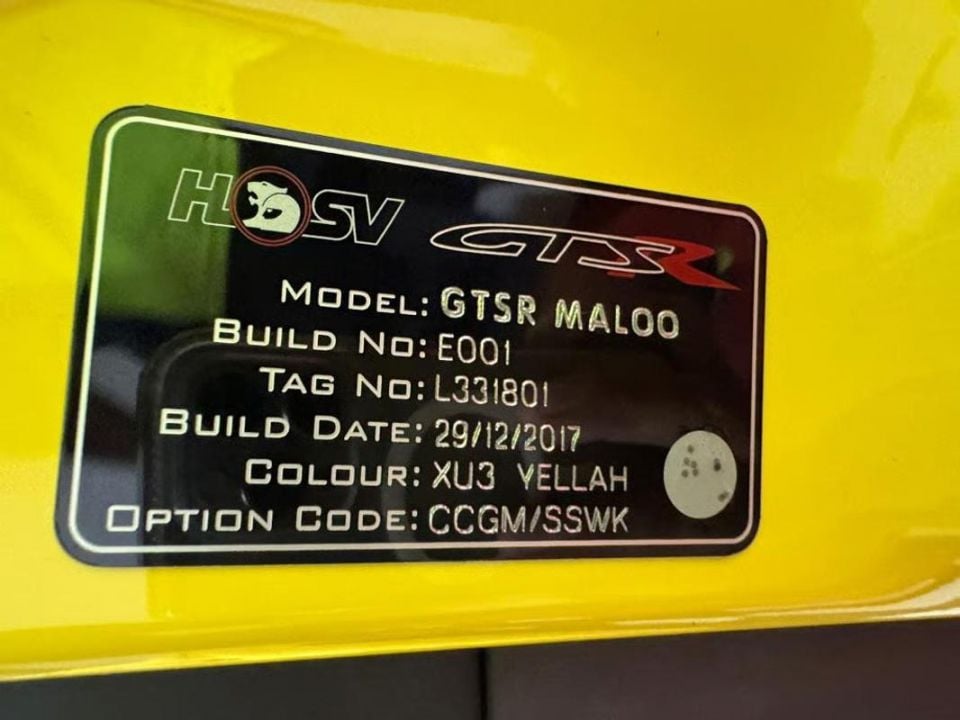 HSV GTSR
MODEL: GTSR MALOO
BUILD NO: E001
TAG NO: L331801
BUILD DATE: 29/12/2017
COLOUR: XU3 YELLAH
OPTION CODE: CCGM/SSWK